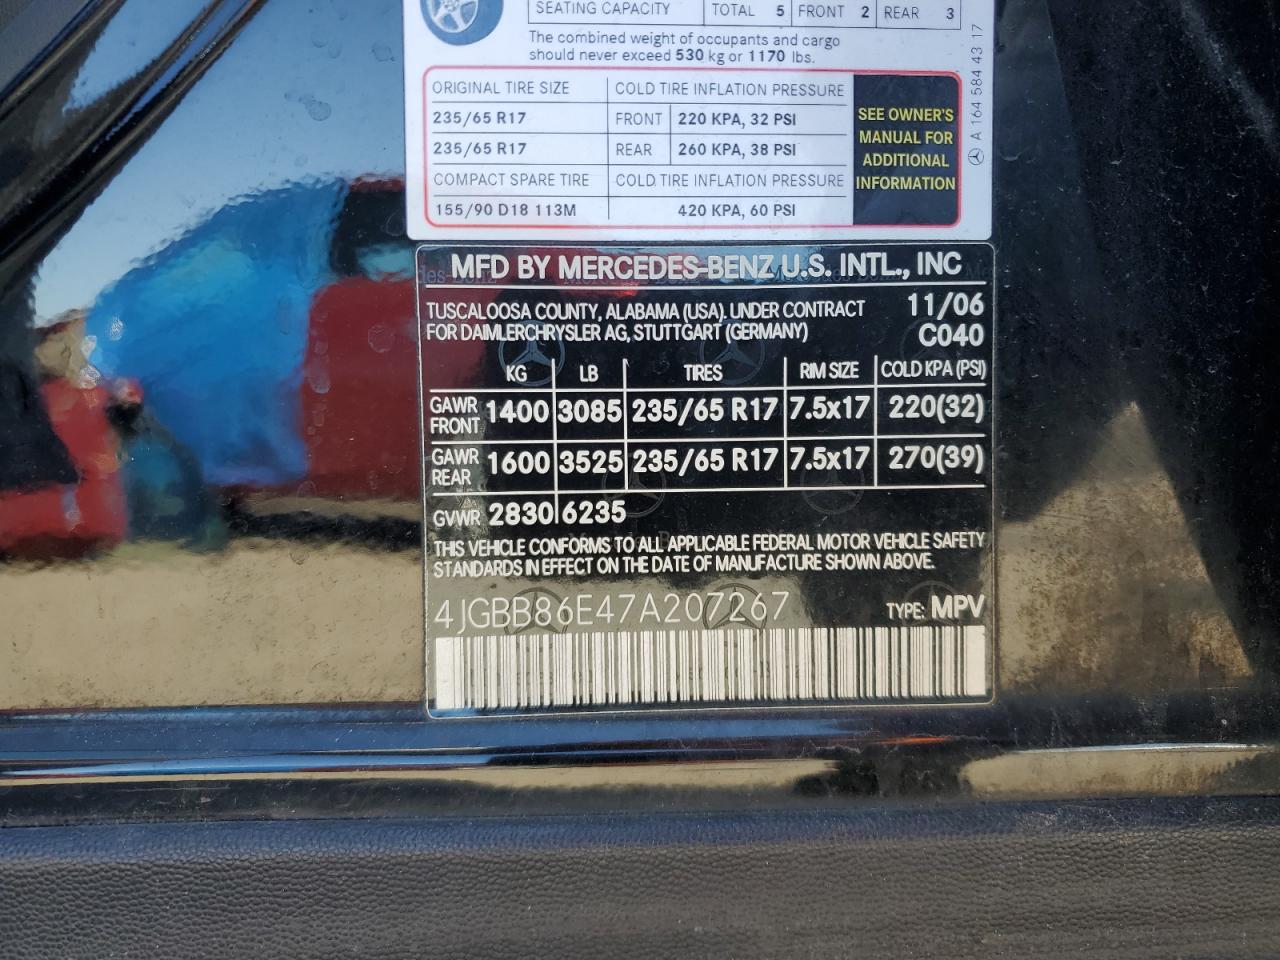 SEATING CAPACITY TOTAL 5 FRONT 2 REAR 3
The combined weight of occupants and cargo
should never exceed 530 kg or 1170 lbs.
ORIGINAL TIRE SIZE COLD TIRE INFLATION PRESSURE
235/65 R17 FRONT 220 KPA, 32 PSI
235/65 R17 REAR 260 KPA, 38 PSI
COMPACT SPARE TIRE COLD TIRE INFLATION PRESSURE
155/90 D18 113M 420 KPA, 60 PSI
SEE OWNER'S
MANUAL FOR
ADDITIONAL
INFORMATION
A 164 584 43 17
MFD BY MERCEDES-BENZ U.S. INTL., INC
TUSCALOOSA COUNTY, ALABAMA (USA). UNDER CONTRACT 11/06
FOR DAIMLERCHRYSLER AG, STUTTGART (GERMANY) C040
KG LB TIRES RIM SIZE COLD KPA (PSI)
GAWR FRONT 1400 3085 235/65 R17 7.5x17 220(32)
GAWR REAR 1600 3525 235/65 R17 7.5x17 270(39)
GVWR 2830 6235
THIS VEHICLE CONFORMS TO ALL APPLICABLE FEDERAL MOTOR VEHICLE SAFETY
STANDARDS IN EFFECT ON THE DATE OF MANUFACTURE SHOWN ABOVE.
4JGBB86E47A207267 TYPE: MPV